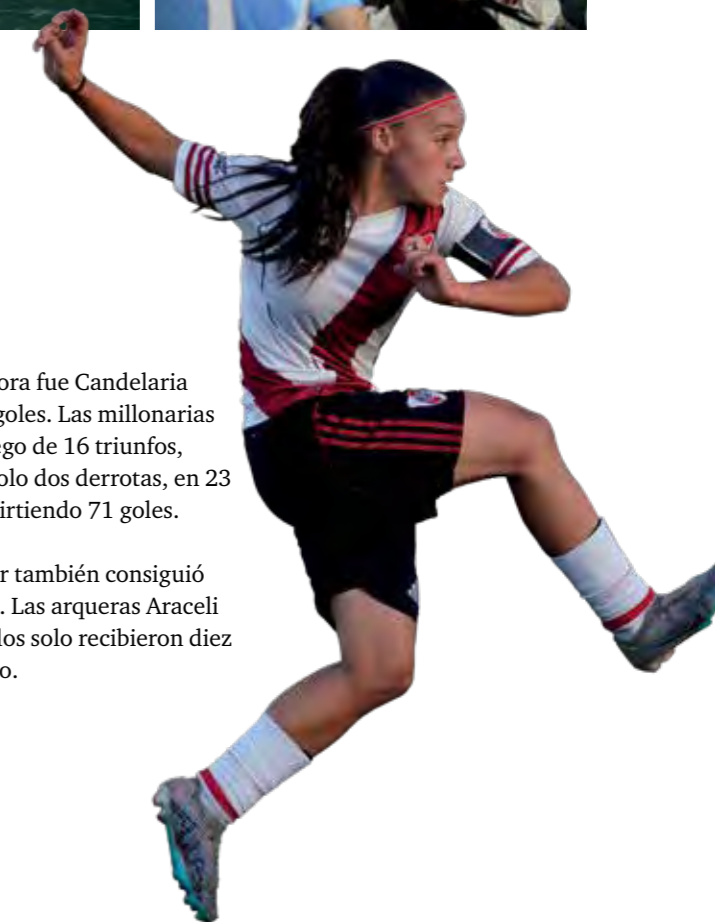 ora fue Candelaria
goles. Las millonarias
ego de 16 triunfos,
olo dos derrotas, en 23
irtiendo 71 goles.
r también consiguió
. Las arqueras Araceli
los solo recibieron diez
o.